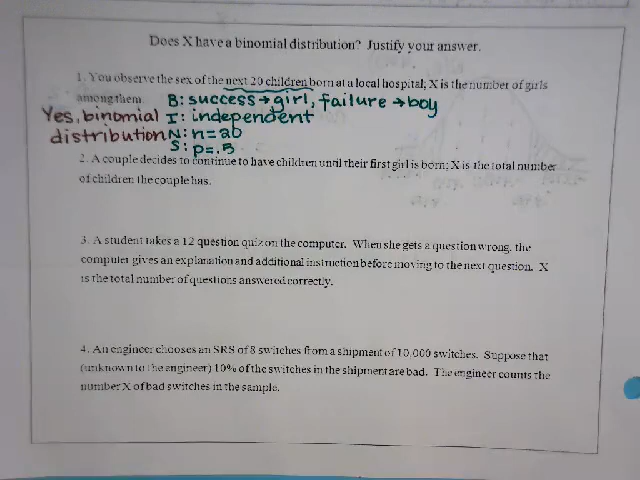 Does X have a binomial distribution? Justify your answer.
1. You observe the sex of the next 20 children born at a local hospital; X is the number of girls
among them. B: success → girl, failure → boy
Yes, binomial I: independent
distribution N: n = 20
S: p = .5
2. A couple decides to continue to have children until their first girl is born; X is the total number
of children the couple has.
3. A student takes a 12 question quiz on the computer. When she gets a question wrong, the
computer gives an explanation and additional instruction before moving to the next question. X
is the total number of questions answered correctly.
4. An engineer chooses an SRS of 8 switches from a shipment of 10,000 switches. Suppose that
(unknown to the engineer) 10% of the switches in the shipment are bad. The engineer counts the
number X of bad switches in the sample.